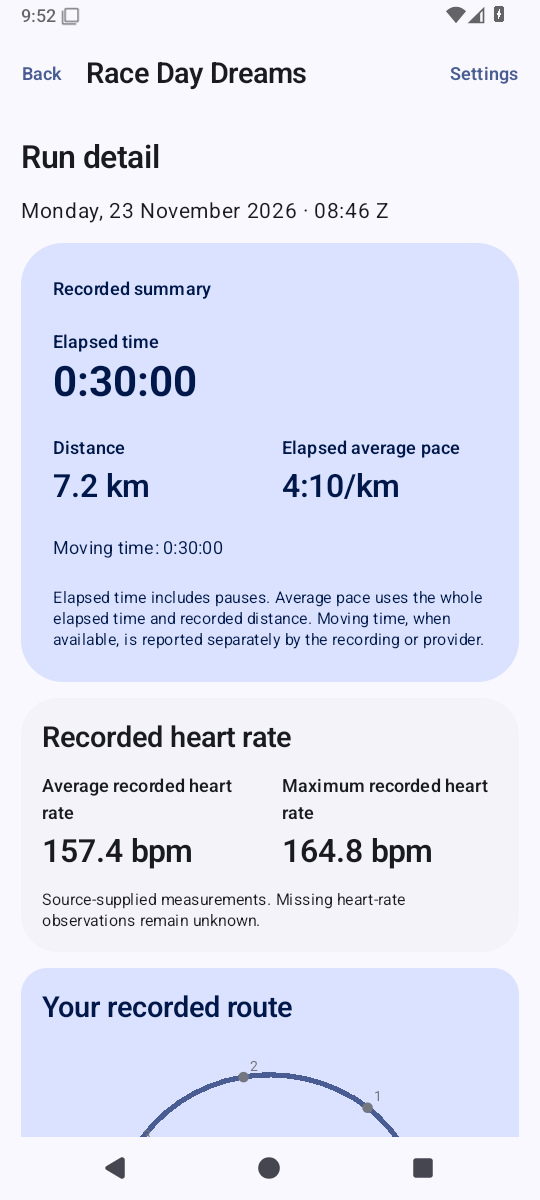 9:52
Back Race Day Dreams Settings
Run detail
Monday, 23 November 2026 · 08:46 Z
Recorded summary
Elapsed time
0:30:00
Distance Elapsed average pace
7.2 km 4:10/km
Moving time: 0:30:00
Elapsed time includes pauses. Average pace uses the whole
elapsed time and recorded distance. Moving time, when
available, is reported separately by the recording or provider.
Recorded heart rate
Average recorded heart
rate
Maximum recorded heart
rate
157.4 bpm 164.8 bpm
Source-supplied measurements. Missing heart-rate
observations remain unknown.
Your recorded route
2
1